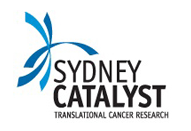 SYDNEY
CATALYST
TRANSLATIONAL CANCER RESEARCH